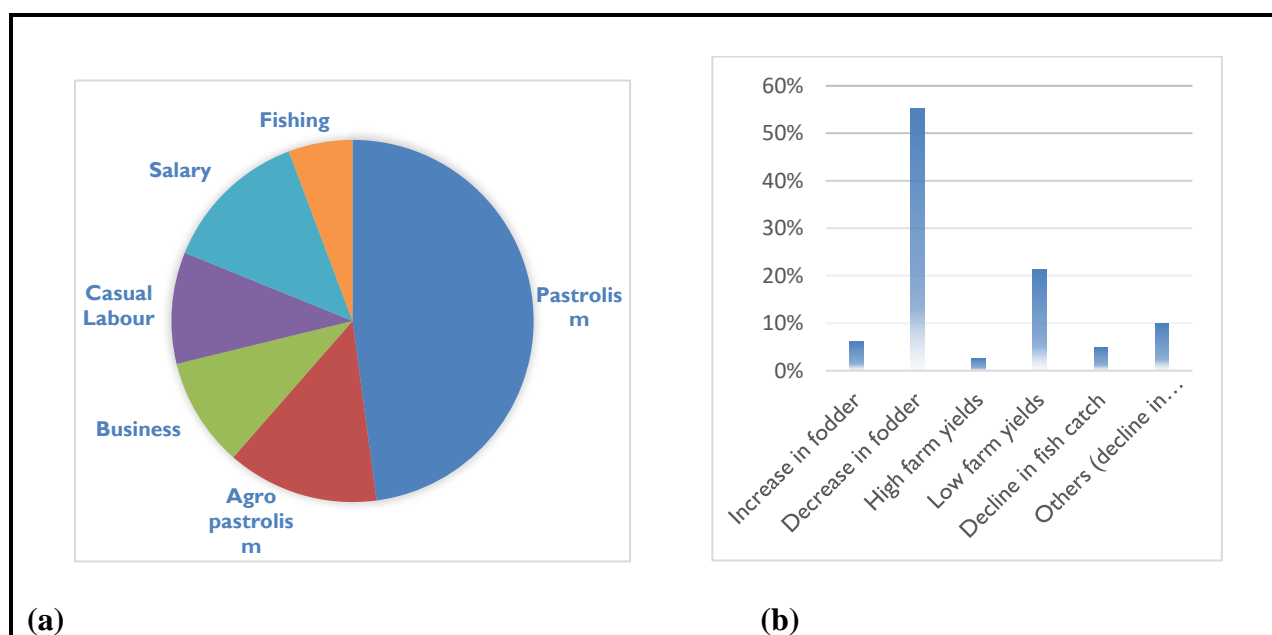 Fishing
Salary
Casual
Labour
Business
Agro
pastrolis
m
Pastrolis
m
(a)
60%
50%
40%
30%
20%
10%
0%
Increase in fodder
Decrease in fodder
High farm yields
Low farm yields
Decline in fish catch
Others (decline in…
(b)